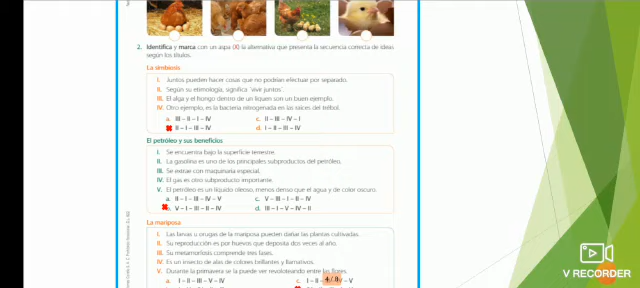 2. Identifica y marca con un aspa (X) la alternativa que presenta la secuencia correcta de ideas
según los títulos.
La simbiosis
I. Juntos pueden hacer cosas que no podrían efectuar por separado.
II. Según su etimología, significa "vivir juntos".
III. El alga y el hongo dentro de un liquen son un buen ejemplo.
IV. Otro ejemplo, es la bacteria nitrogenada en las raíces del trébol.
a. III – II – I – IV c. II – III – IV – I
II – I – III – IV d. I – II – III – IV
El petróleo y sus beneficios
I. Se encuentra bajo la superficie terrestre.
II. La gasolina es uno de los principales subproductos del petróleo.
III. Se extrae con maquinaria especial.
IV. El gas es otro subproducto importante.
V. El petróleo es un líquido oleoso, menos denso que el agua y de color oscuro.
a. II – I – III – IV – V c. V – III – I – II – IV
b. V – I – III – II – IV d. III – I – V – IV – II
La mariposa
I. Las larvas u orugas de la mariposa pueden dañar las plantas cultivadas.
II. Su reproducción es por huevos que deposita dos veces al año.
III. Su metamorfosis comprende tres fases.
IV. Es un insecto de alas de colores brillantes y llamativos.
V. Durante la primavera se la puede ver revoloteando entre las flores.
a. I – II – III – V – IV c. I – II – V
4 / 8
V RECORDER